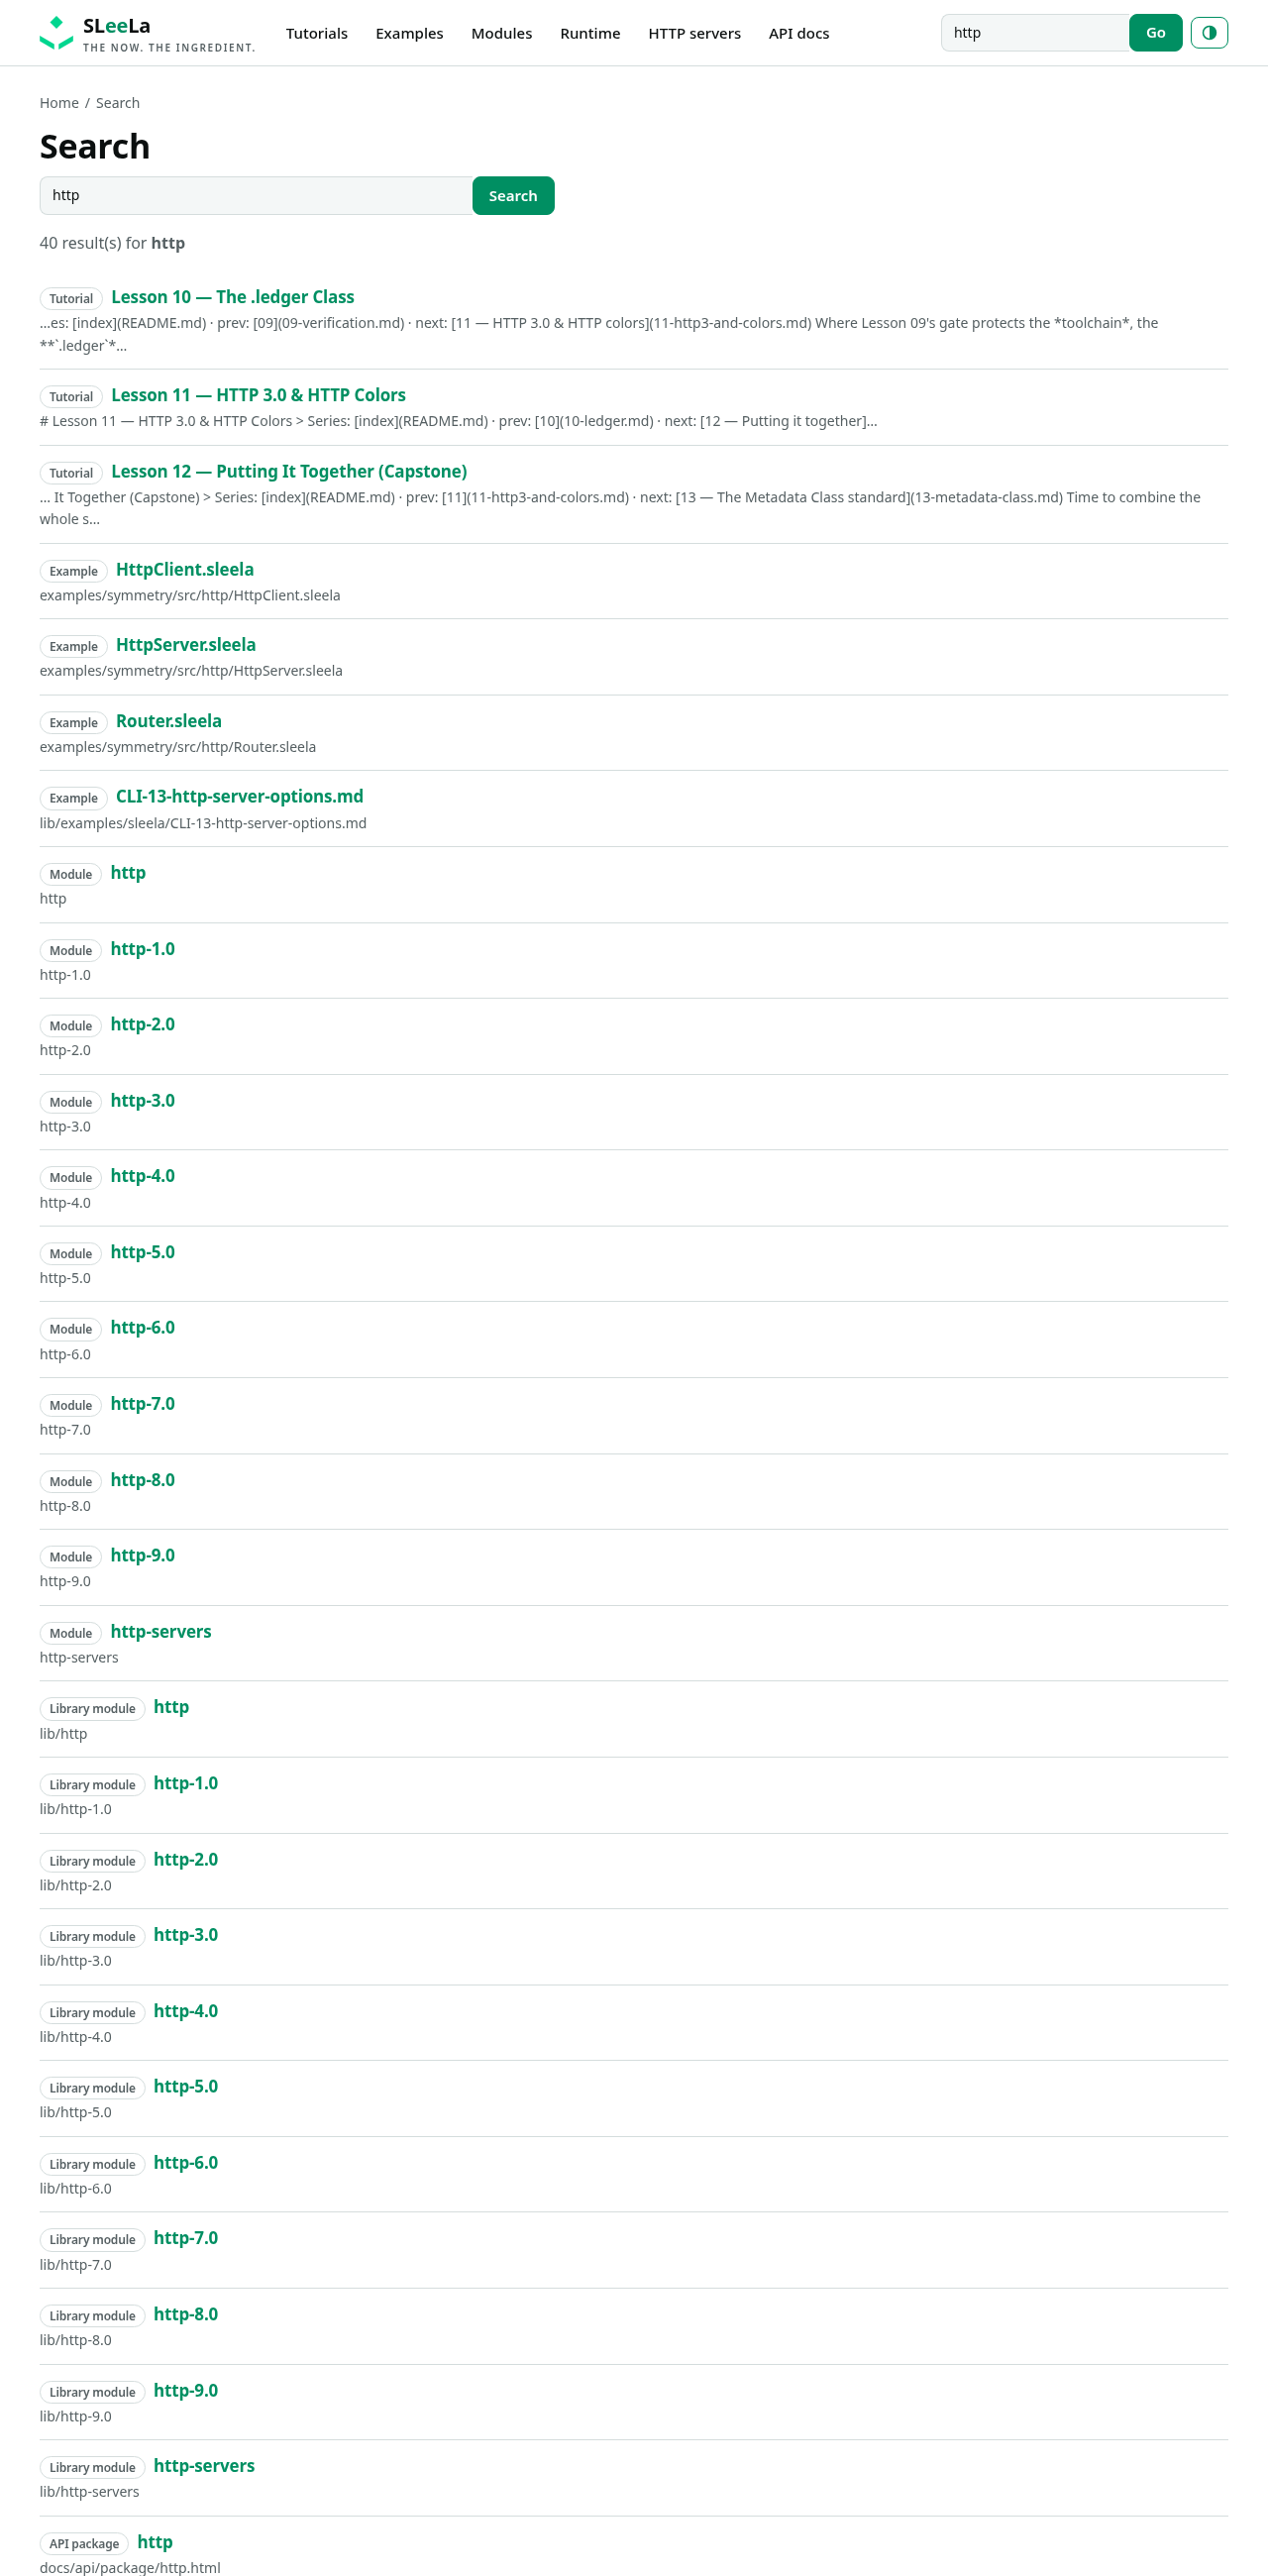 SLeeLa
THE NOW. THE INGREDIENT.
Tutorials Examples Modules Runtime HTTP servers API docs
http Go
Home / Search
Search
http Search
40 result(s) for http
Tutorial Lesson 10 — The .ledger Class
…es: [index](README.md) · prev: [09](09-verification.md) · next: [11 — HTTP 3.0 & HTTP colors](11-http3-and-colors.md) Where Lesson 09's gate protects the *toolchain*, the
**`.ledger`*…
Tutorial Lesson 11 — HTTP 3.0 & HTTP Colors
# Lesson 11 — HTTP 3.0 & HTTP Colors > Series: [index](README.md) · prev: [10](10-ledger.md) · next: [12 — Putting it together]…
Tutorial Lesson 12 — Putting It Together (Capstone)
… It Together (Capstone) > Series: [index](README.md) · prev: [11](11-http3-and-colors.md) · next: [13 — The Metadata Class standard](13-metadata-class.md) Time to combine the
whole s…
Example HttpClient.sleela
examples/symmetry/src/http/HttpClient.sleela
Example HttpServer.sleela
examples/symmetry/src/http/HttpServer.sleela
Example Router.sleela
examples/symmetry/src/http/Router.sleela
Example CLI-13-http-server-options.md
lib/examples/sleela/CLI-13-http-server-options.md
Module http
http
Module http-1.0
http-1.0
Module http-2.0
http-2.0
Module http-3.0
http-3.0
Module http-4.0
http-4.0
Module http-5.0
http-5.0
Module http-6.0
http-6.0
Module http-7.0
http-7.0
Module http-8.0
http-8.0
Module http-9.0
http-9.0
Module http-servers
http-servers
Library module http
lib/http
Library module http-1.0
lib/http-1.0
Library module http-2.0
lib/http-2.0
Library module http-3.0
lib/http-3.0
Library module http-4.0
lib/http-4.0
Library module http-5.0
lib/http-5.0
Library module http-6.0
lib/http-6.0
Library module http-7.0
lib/http-7.0
Library module http-8.0
lib/http-8.0
Library module http-9.0
lib/http-9.0
Library module http-servers
lib/http-servers
API package http
docs/api/package/http.html